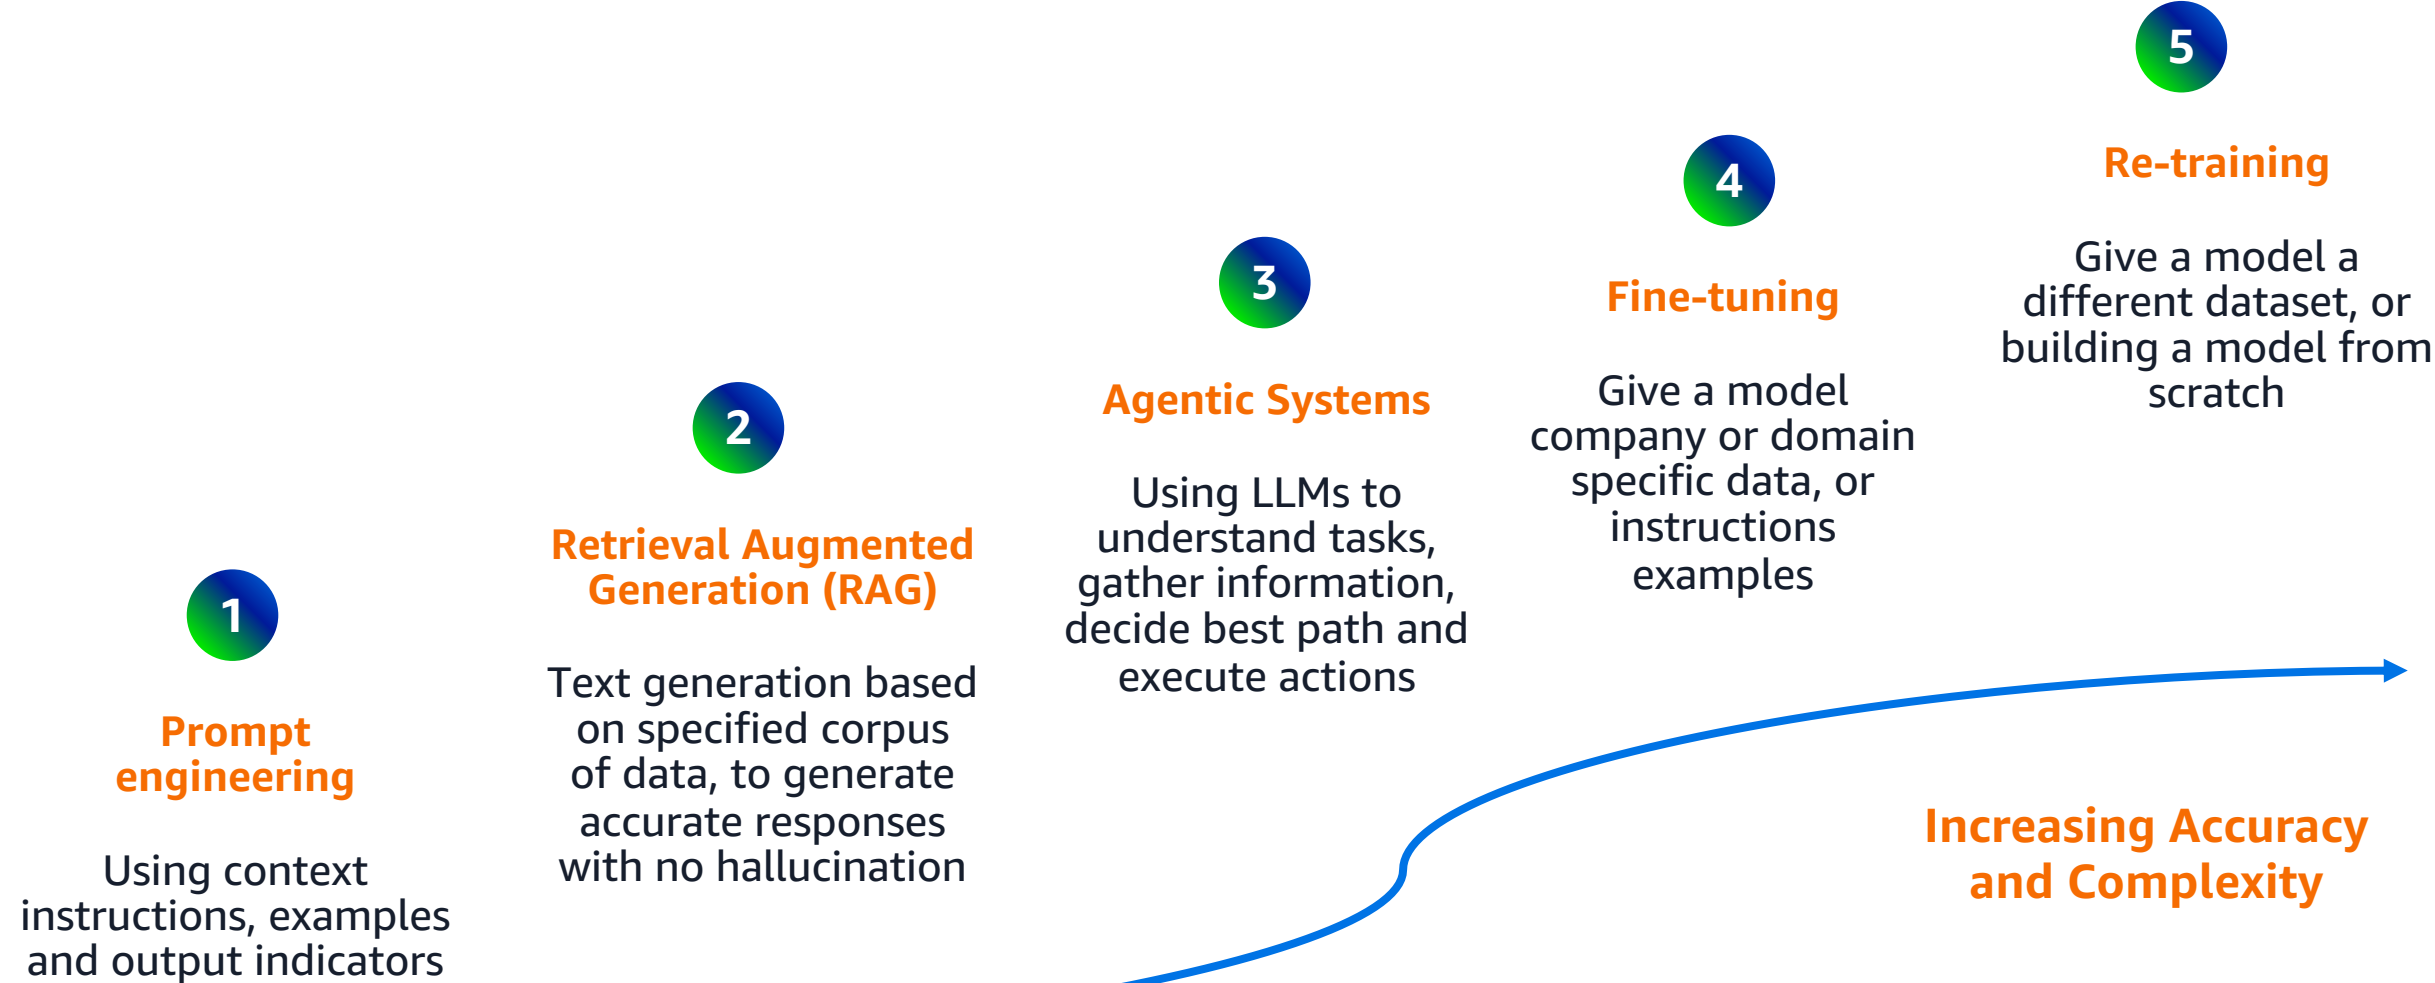 1
Prompt
engineering
Using context
instructions, examples
and output indicators
2
Retrieval Augmented
Generation (RAG)
Text generation based
on specified corpus
of data, to generate
accurate responses
with no hallucination
3
Agentic Systems
Using LLMs to
understand tasks,
gather information,
decide best path and
execute actions
4
Fine-tuning
Give a model
company or domain
specific data, or
instructions
examples
5
Re-training
Give a model a
different dataset, or
building a model from
scratch
Increasing Accuracy
and Complexity